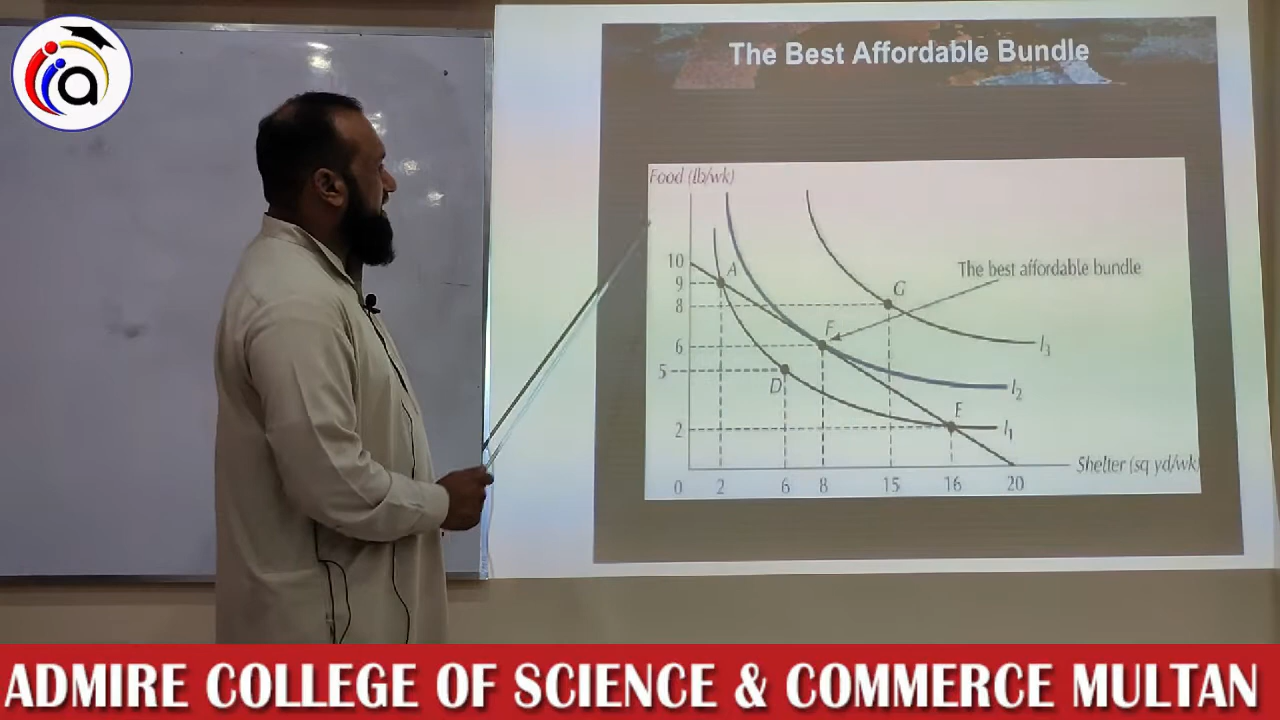 a
The Best Affordable Bundle
Food (lb/wk)
10
A
The best affordable bundle
9
G
8
F
6
I3
5
D
I2
E
2
I1
Shelter (sq yd/wk)
0 2 6 8 15 16 20
ADMIRE COLLEGE OF SCIENCE & COMMERCE MULTAN